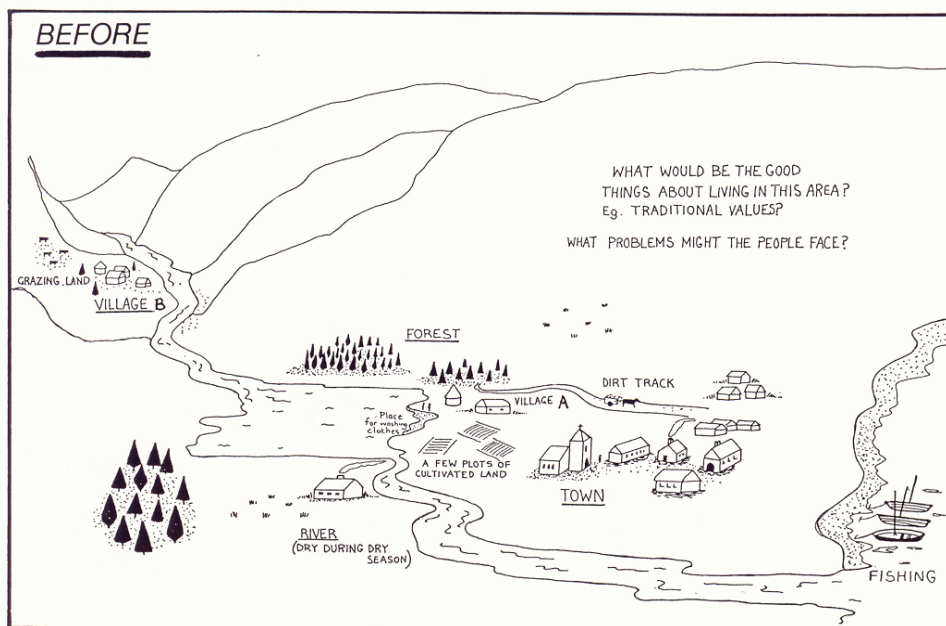 BEFORE
WHAT WOULD BE THE GOOD
THINGS ABOUT LIVING IN THIS AREA?
Eg. TRADITIONAL VALUES?
WHAT PROBLEMS MIGHT THE PEOPLE FACE?
GRAZING LAND
VILLAGE B
FOREST
DIRT TRACK
VILLAGE A
Place
for washing
clothes
A FEW PLOTS OF
CULTIVATED LAND
TOWN
RIVER
(DRY DURING DRY
SEASON)
FISHING